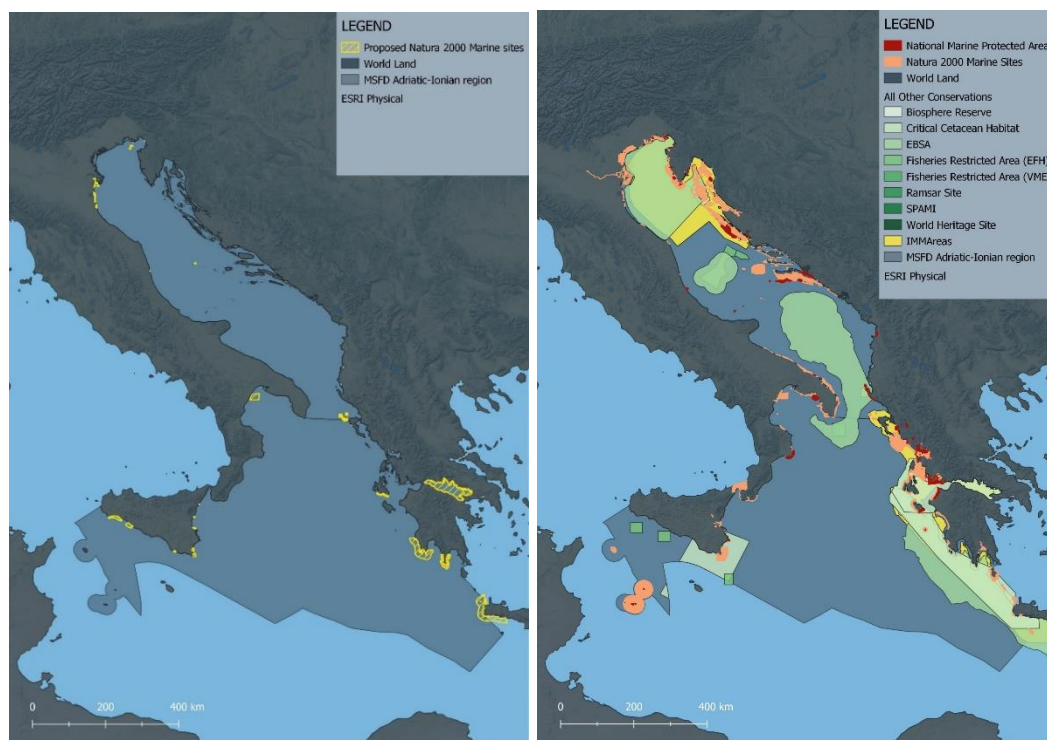 LEGEND
Proposed Natura 2000 Marine sites
World Land
MSFD Adriatic-Ionian region
ESRI Physical
0 200 400 km
LEGEND
National Marine Protected Area
Natura 2000 Marine Sites
World Land
All Other Conservations
Biosphere Reserve
Critical Cetacean Habitat
EBSA
Fisheries Restricted Area (EFH)
Fisheries Restricted Area (VME
Ramsar Site
SPAMI
World Heritage Site
IMMAreas
MSFD Adriatic-Ionian region
ESRI Physical
0 200 400 km